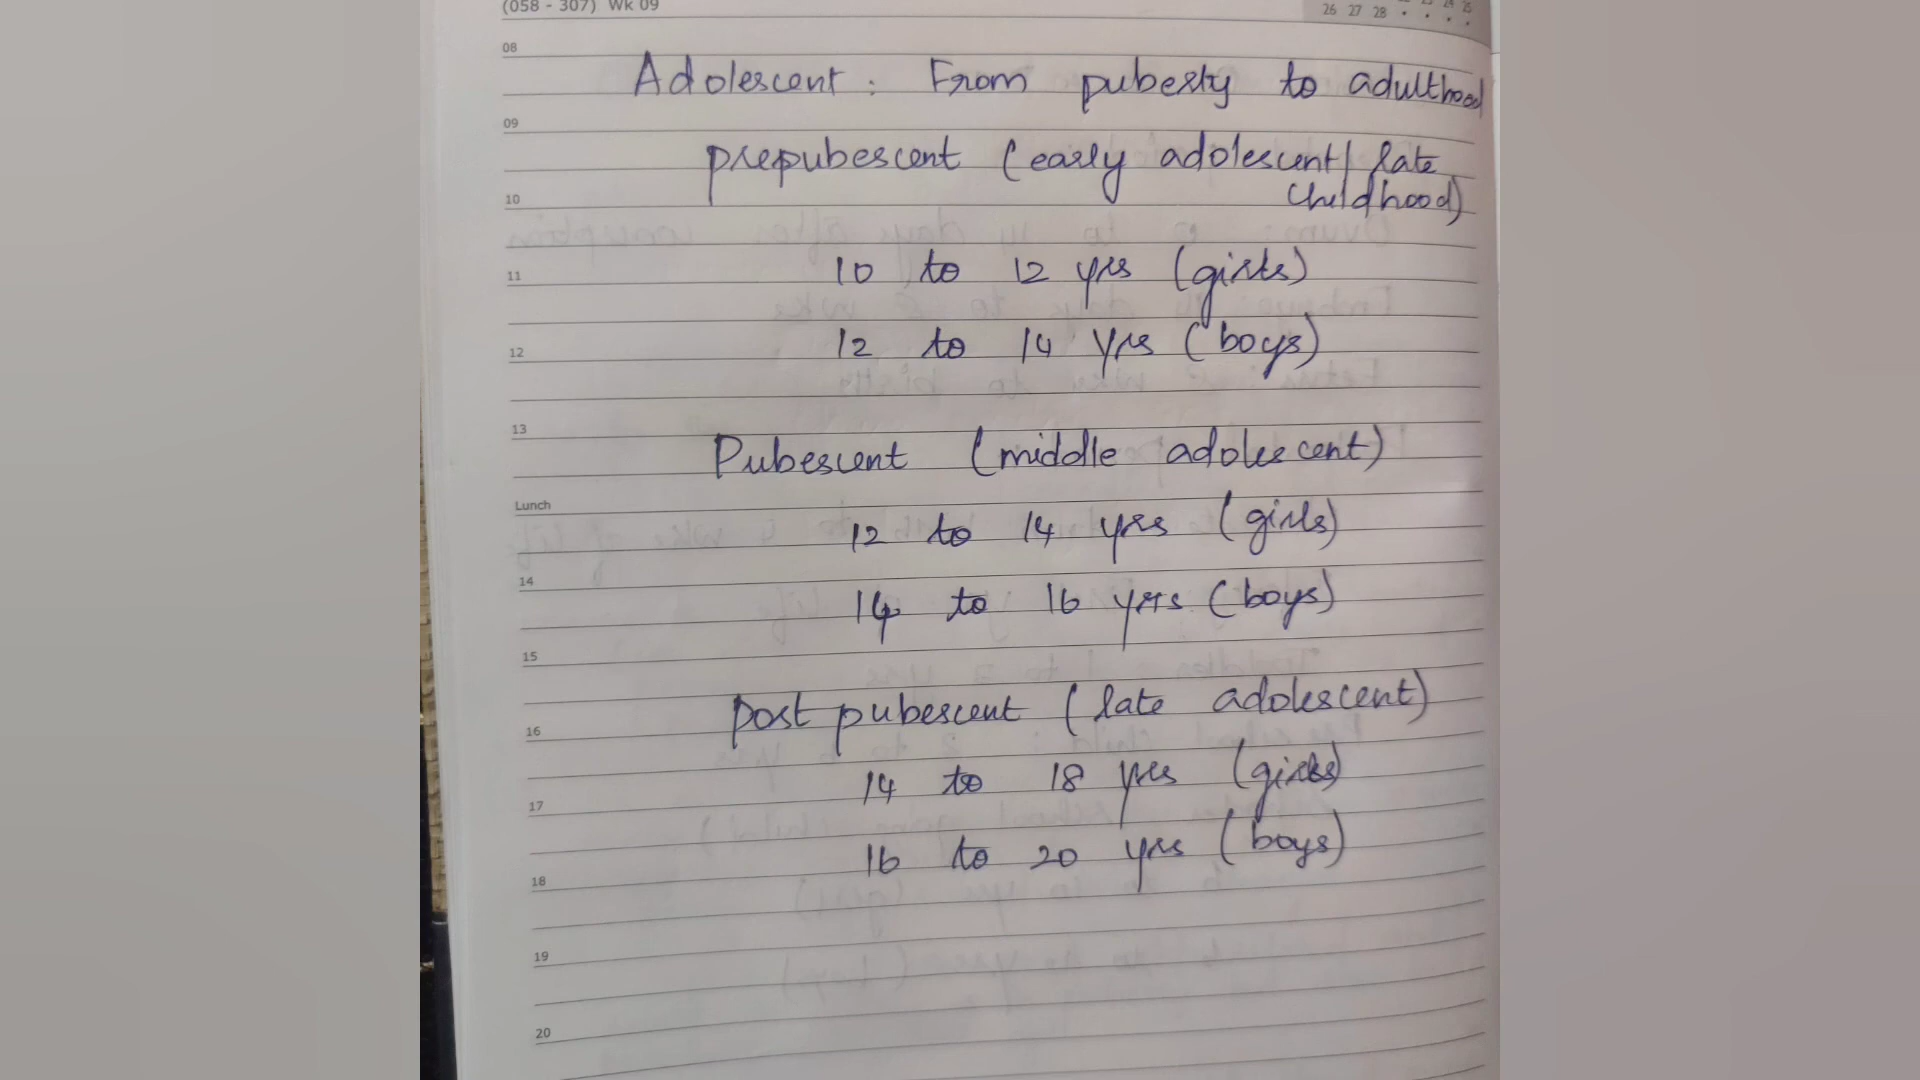 (058 - 307) Wk 09
26 27 28
08
Adolescent : From puberty to adulthood
09
prepubescent (early adolescent/ late
childhood)
10
10 to 12 yrs (girls)
11
12 to 14 yrs (boys)
12
13
Pubescent (middle adolescent)
Lunch
12 to 14 yrs (girls)
14
14 to 16 yrs (boys)
15
post pubescent (late adolescent)
16
14 to 18 yrs (girls)
17
16 to 20 yrs (boys)
18
19
20